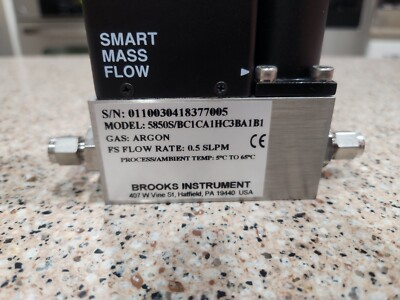 SMART
MASS
FLOW
S/N: 0110030418377005
MODEL: 5850S/BC1CA1HC3BA1B1
GAS: ARGON
FS FLOW RATE: 0.5 SLPM
PROCESS/AMBIENT TEMP: 5°C TO 65°C
CE
BROOKS INSTRUMENT
407 W Vine St, Hatfield, PA 19440 USA